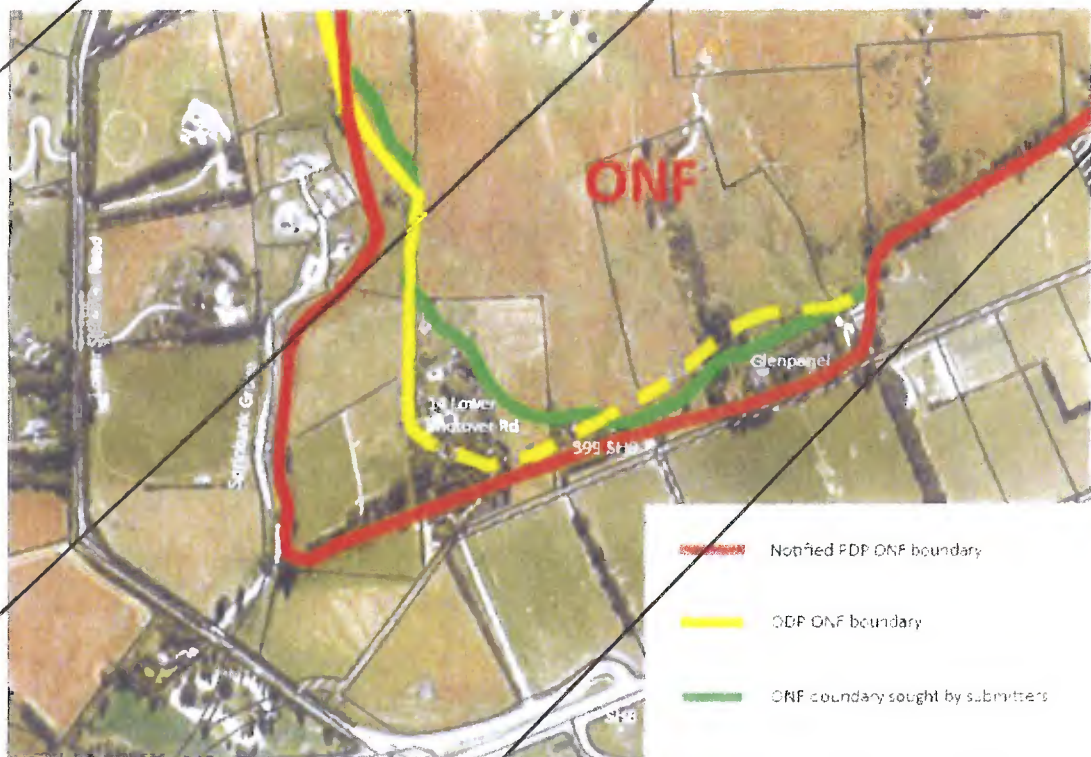 ONF
Glenpanel
14 Lower
Shotover Rd
399 SH6
Notified PDP ONF boundary
ODP ONF boundary
ONF boundary sought by submitters
SH6